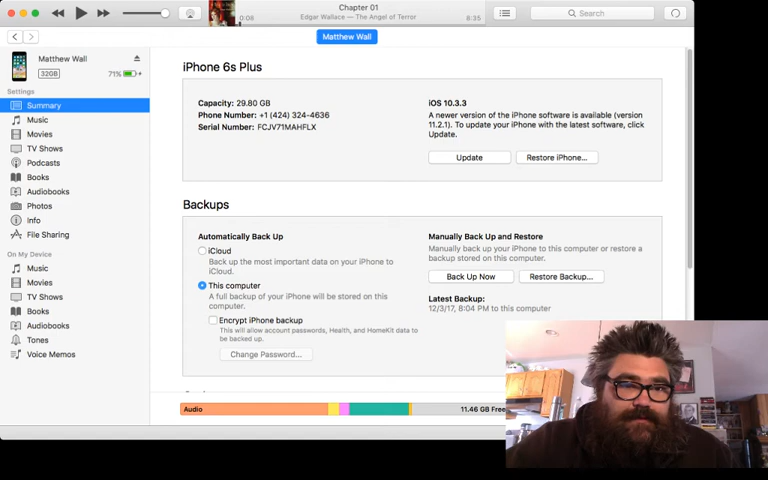 Chapter 01
Edgar Wallace — The Angel of Terror
0:08
8:35
Search
Matthew Wall
Matthew Wall
32GB
71%
Settings
Summary
Music
Movies
TV Shows
Podcasts
Books
Audiobooks
Photos
Info
File Sharing
On My Device
Music
Movies
TV Shows
Books
Audiobooks
Tones
Voice Memos
iPhone 6s Plus
Capacity: 29.80 GB
Phone Number: +1 (424) 324-4636
Serial Number: FCJV71MAHFLX
iOS 10.3.3
A newer version of the iPhone software is available (version
11.2.1). To update your iPhone with the latest software, click
Update.
Update
Restore iPhone...
Backups
Automatically Back Up
iCloud
Back up the most important data on your iPhone to
iCloud.
This computer
A full backup of your iPhone will be stored on this
computer.
Encrypt iPhone backup
This will allow account passwords, Health, and HomeKit data to
be backed up.
Change Password...
Manually Back Up and Restore
Manually back up your iPhone to this computer or restore a
backup stored on this computer.
Back Up Now
Restore Backup...
Latest Backup:
12/3/17, 8:04 PM to this computer
Audio
11.46 GB Free